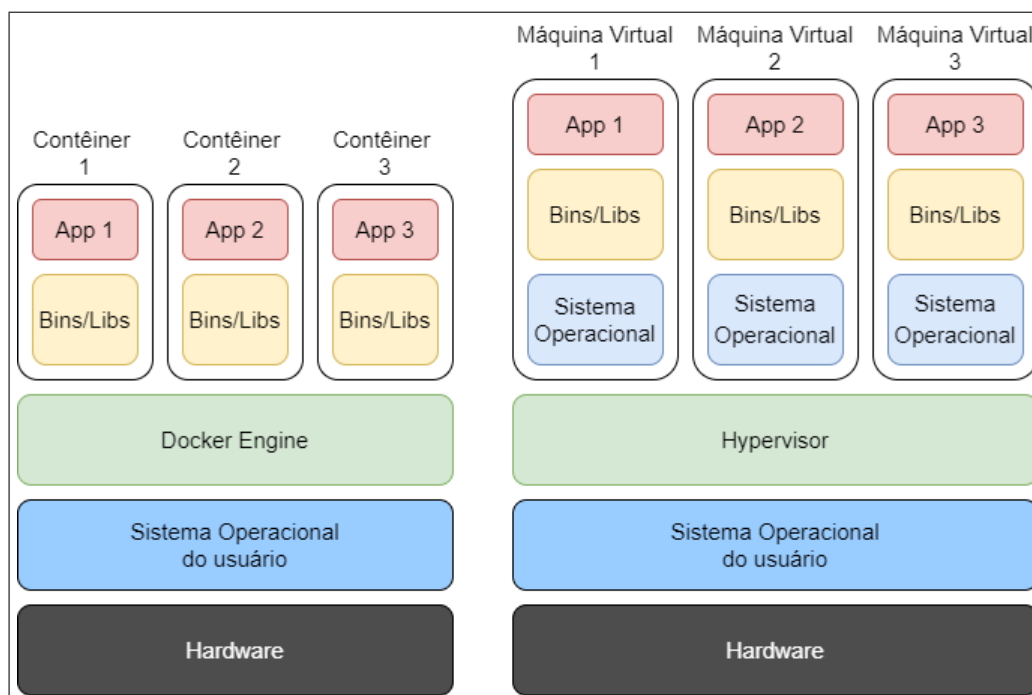 Contêiner
1
Contêiner
2
Contêiner
3
App 1
App 2
App 3
Bins/Libs
Bins/Libs
Bins/Libs
Docker Engine
Sistema Operacional
do usuário
Hardware
Máquina Virtual
1
Máquina Virtual
2
Máquina Virtual
3
App 1
App 2
App 3
Bins/Libs
Bins/Libs
Bins/Libs
Sistema
Operacional
Sistema
Operacional
Sistema
Operacional
Hypervisor
Sistema Operacional
do usuário
Hardware